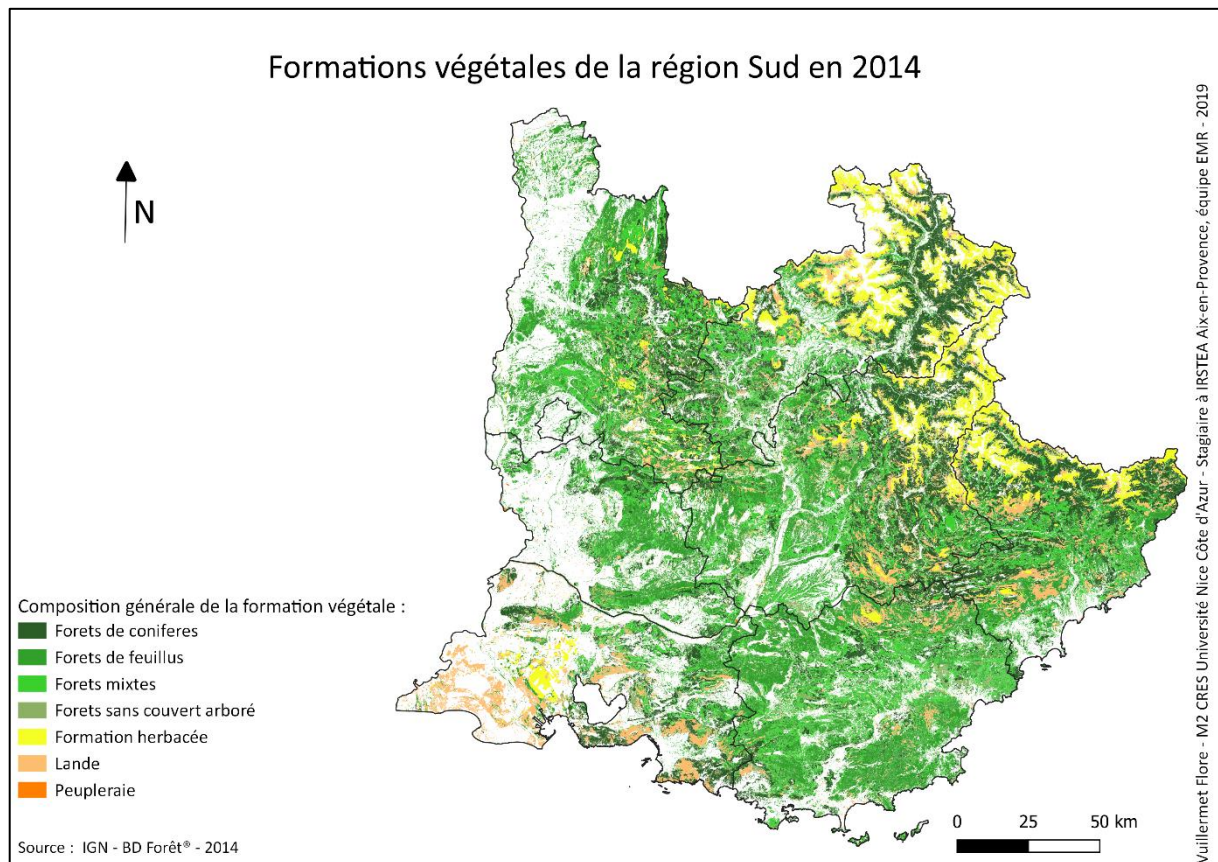 Formations végétales de la région Sud en 2014
N
Composition générale de la formation végétale :
Forets de coniferes
Forets de feuillus
Forets mixtes
Forets sans couvert arboré
Formation herbacée
Lande
Peupleraie
Source : IGN - BD Forêt® - 2014
0 25 50 km
Vuillermet Flore - M2 CRES Université Nice Côte d'Azur - Stagiaire à IRSTEA Aix-en-Provence, équipe EMR - 2019